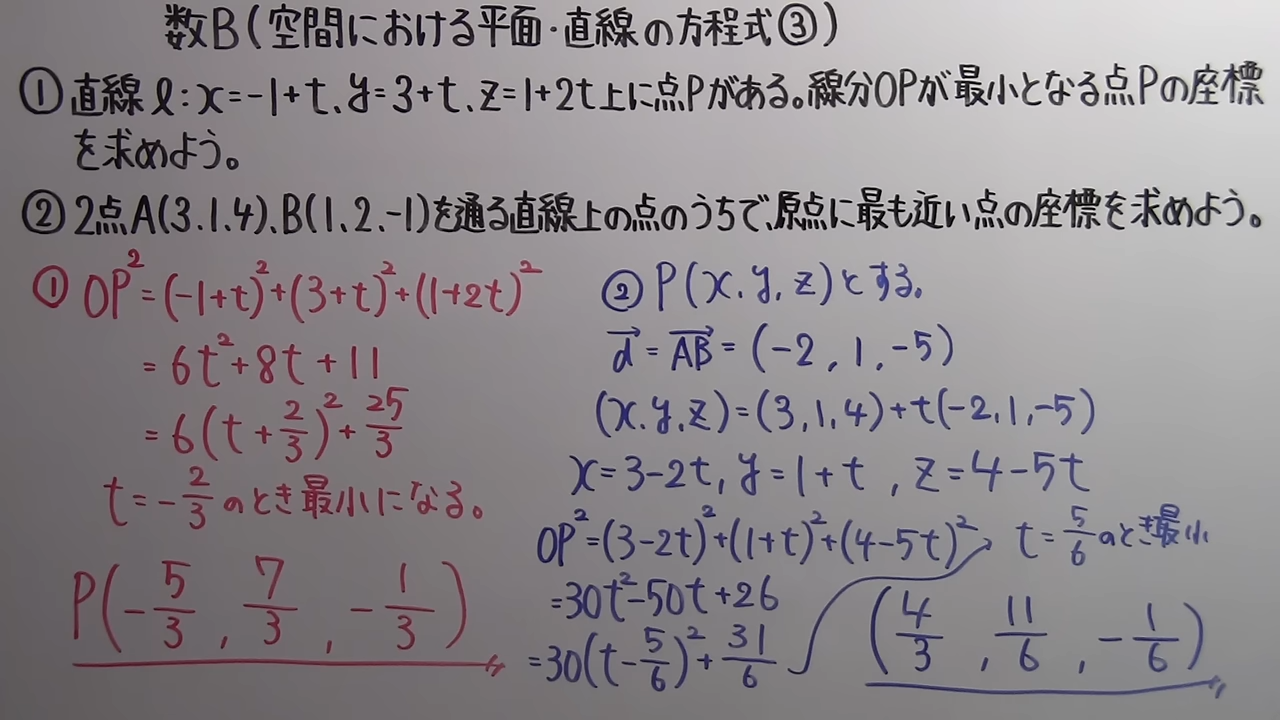 数B(空間における平面・直線の方程式③)
①直線ℓ:x=-1+t、y=3+t、z=1+2t上に点Pがある。線分OPが最小となる点Pの座標
を求めよう。
②2点A(3.1.4)、B(1.2.-1)を通る直線上の点のうちで、原点に最も近い点の座標を求めよう。
① OP²=(-1+t)²+(3+t)²+(1+2t)²
=6t²+8t+11
=6(t+2/3)²+25/3
t=-2/3のとき最小になる。
P(-5/3, 7/3, -1/3)
② P(x.y.z)とする。
d→=AB→=(-2,1,-5)
(x.y.z)=(3,1,4)+t(-2,1,-5)
x=3-2t, y=1+t, z=4-5t
OP²=(3-2t)²+(1+t)²+(4-5t)²
=30t²-50t+26
=30(t-5/6)²+31/6
t=5/6のとき最小
(4/3, 11/6, -1/6)